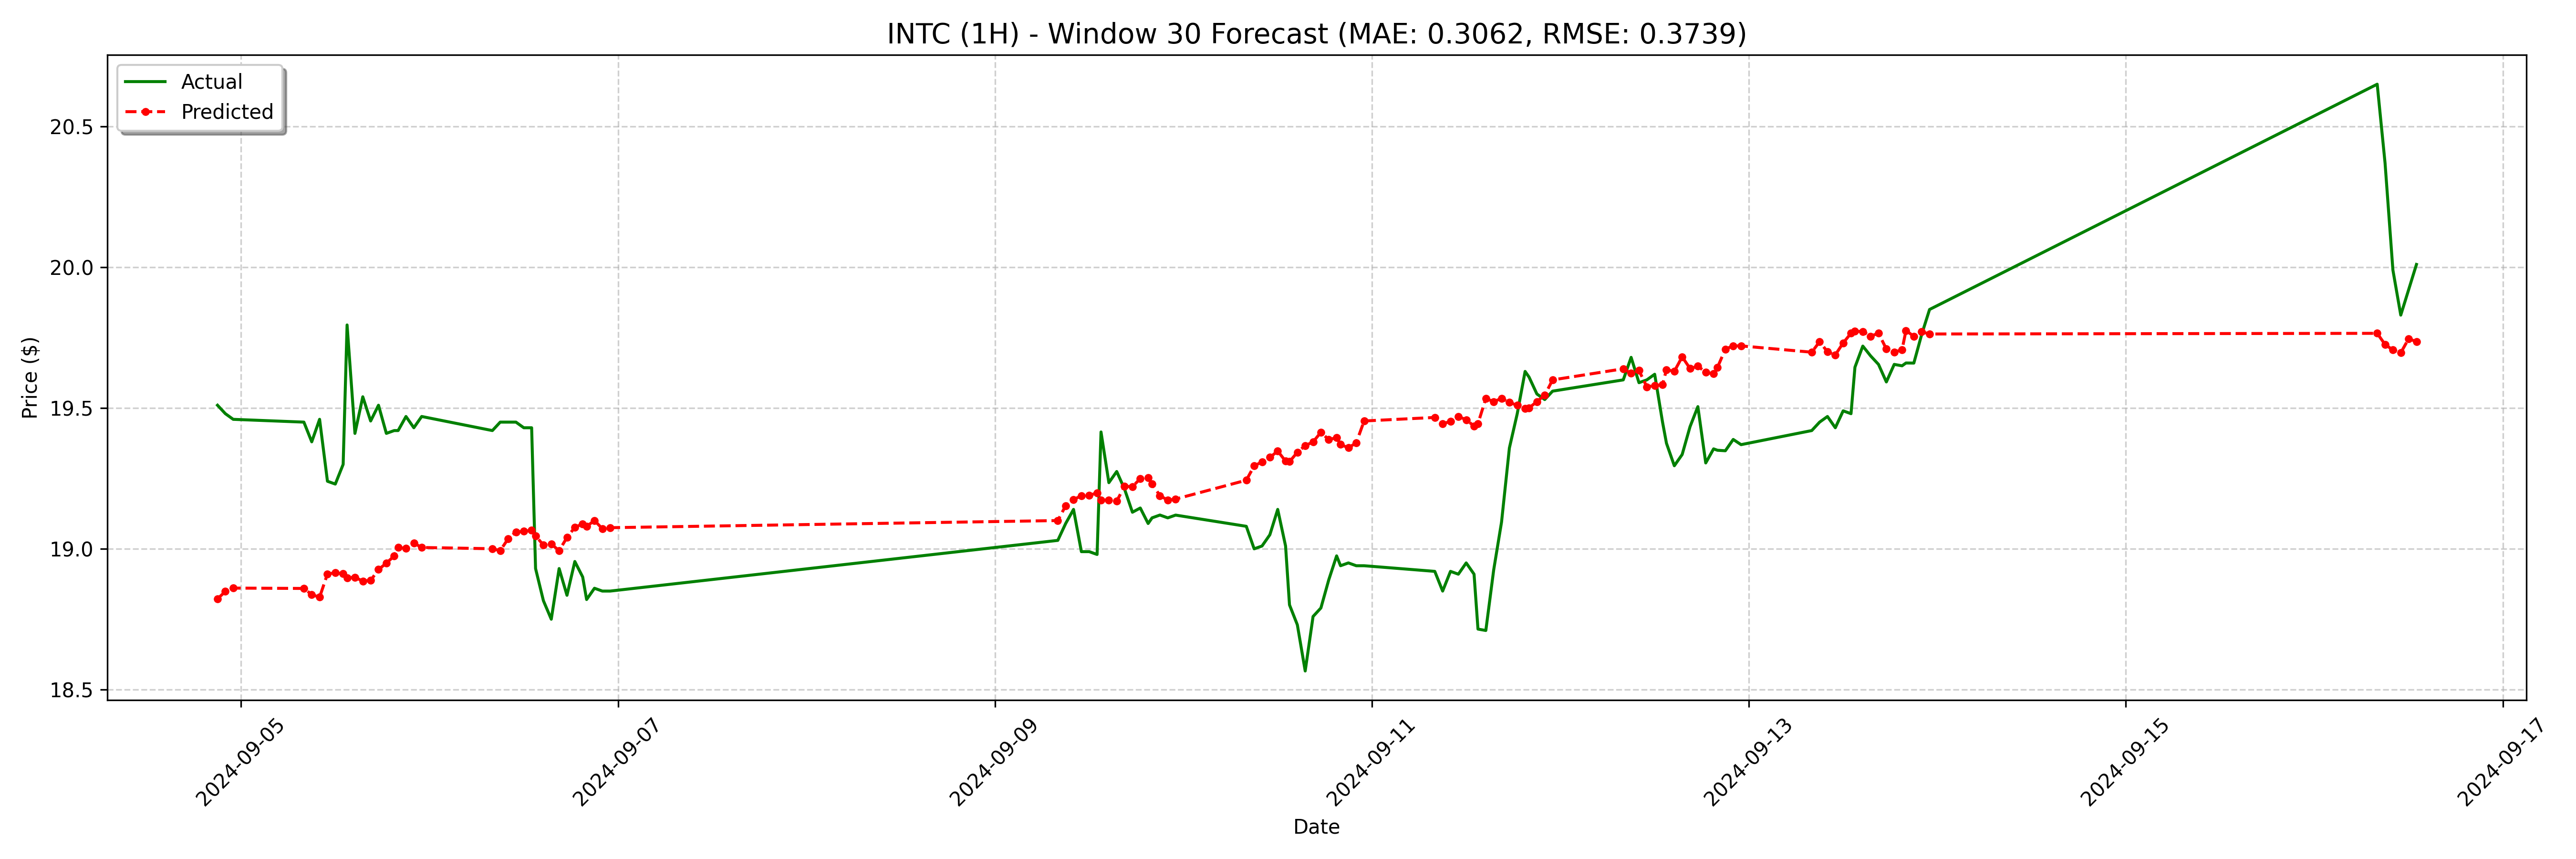 INTC (1H) - Window 30 Forecast (MAE: 0.3062, RMSE: 0.3739)
Actual
Predicted
Price ($)
20.5
20.0
19.5
19.0
18.5
2024-09-05
2024-09-07
2024-09-09
2024-09-11
2024-09-13
2024-09-15
2024-09-17
Date